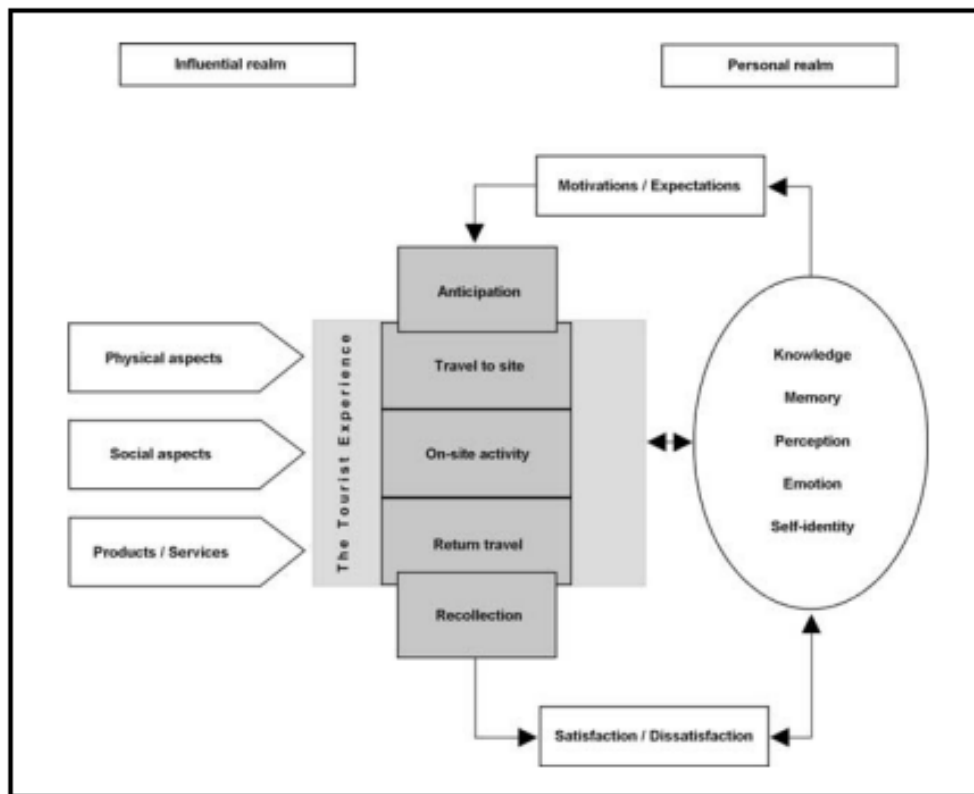 Influential realm
Personal realm
Motivations / Expectations
Anticipation
Physical aspects
Social aspects
Products / Services
The Tourist Experience
Travel to site
On-site activity
Return travel
Recollection
Knowledge
Memory
Perception
Emotion
Self-identity
Satisfaction / Dissatisfaction